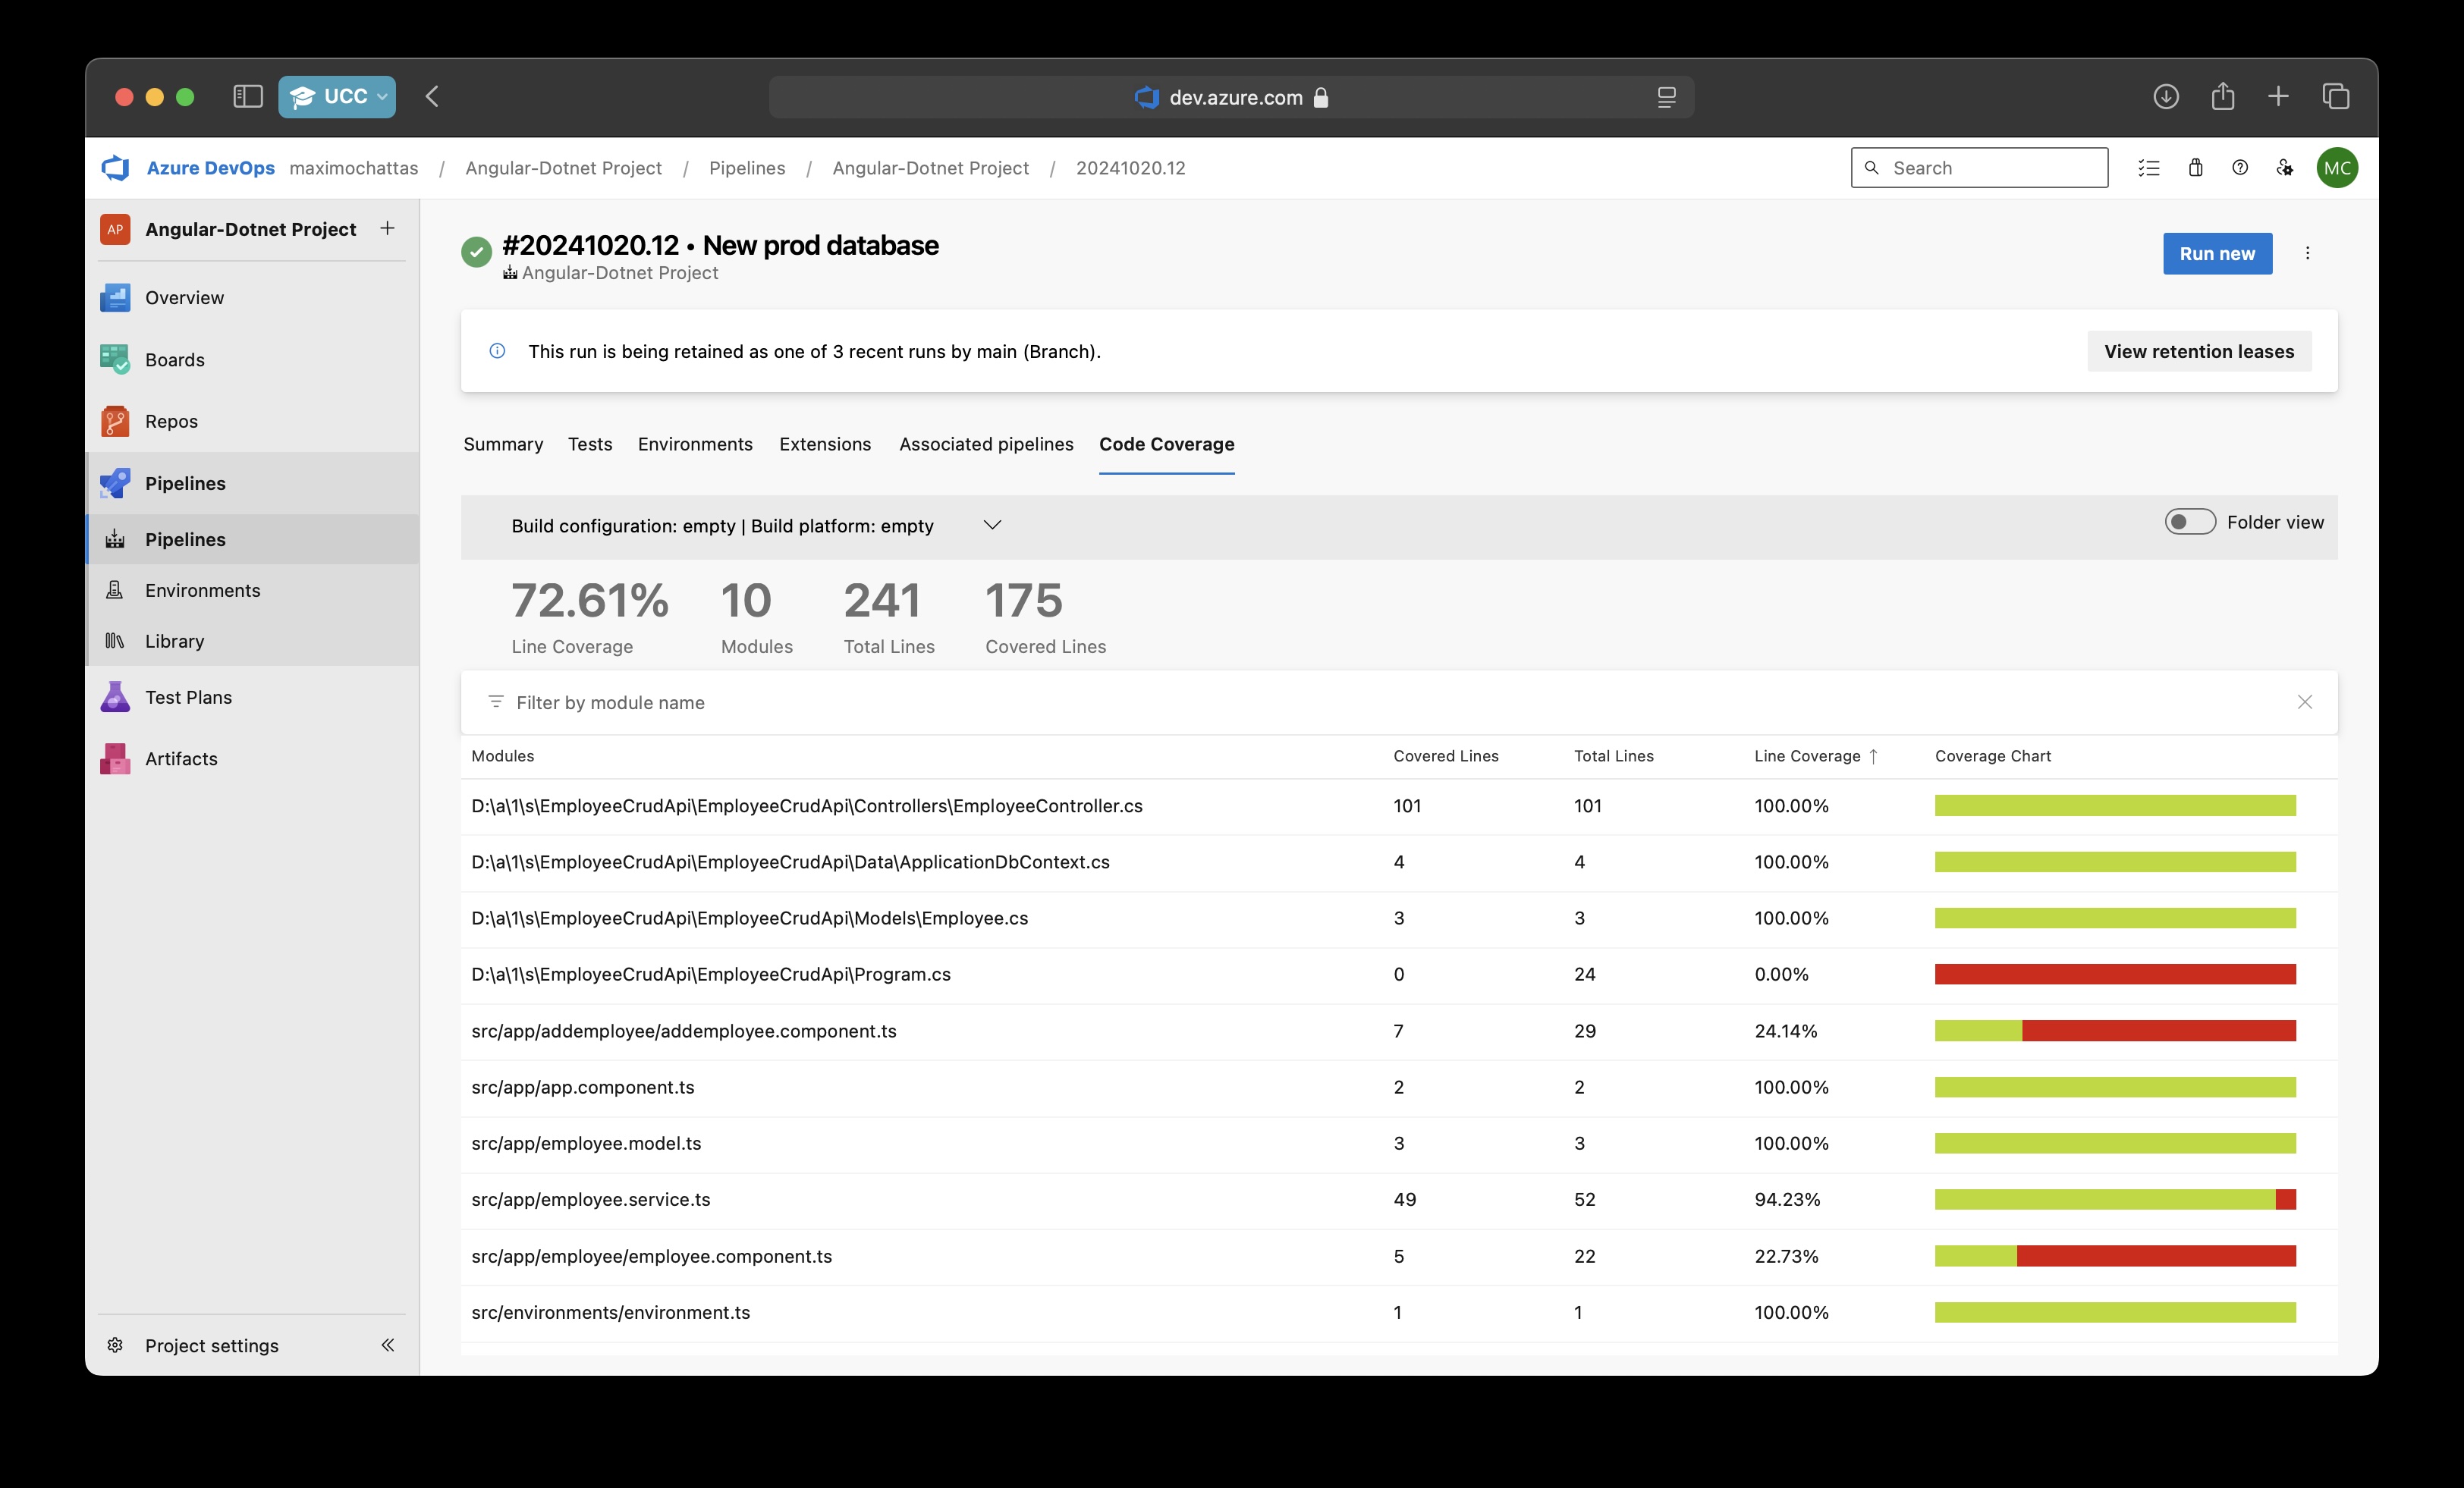 UCC
dev.azure.com
Azure DevOps maximochattas / Angular-Dotnet Project / Pipelines / Angular-Dotnet Project / 20241020.12
Search
MC
AP Angular-Dotnet Project
Overview
Boards
Repos
Pipelines
Pipelines
Environments
Library
Test Plans
Artifacts
Project settings
#20241020.12 • New prod database
Angular-Dotnet Project
Run new
This run is being retained as one of 3 recent runs by main (Branch).
View retention leases
Summary Tests Environments Extensions Associated pipelines Code Coverage
Build configuration: empty | Build platform: empty
Folder view
72.61% 10 241 175
Line Coverage Modules Total Lines Covered Lines
Filter by module name
Modules Covered Lines Total Lines Line Coverage ↑ Coverage Chart
D:\a\1\s\EmployeeCrudApi\EmployeeCrudApi\Controllers\EmployeeController.cs 101 101 100.00%
D:\a\1\s\EmployeeCrudApi\EmployeeCrudApi\Data\ApplicationDbContext.cs 4 4 100.00%
D:\a\1\s\EmployeeCrudApi\EmployeeCrudApi\Models\Employee.cs 3 3 100.00%
D:\a\1\s\EmployeeCrudApi\EmployeeCrudApi\Program.cs 0 24 0.00%
src/app/addemployee/addemployee.component.ts 7 29 24.14%
src/app/app.component.ts 2 2 100.00%
src/app/employee.model.ts 3 3 100.00%
src/app/employee.service.ts 49 52 94.23%
src/app/employee/employee.component.ts 5 22 22.73%
src/environments/environment.ts 1 1 100.00%